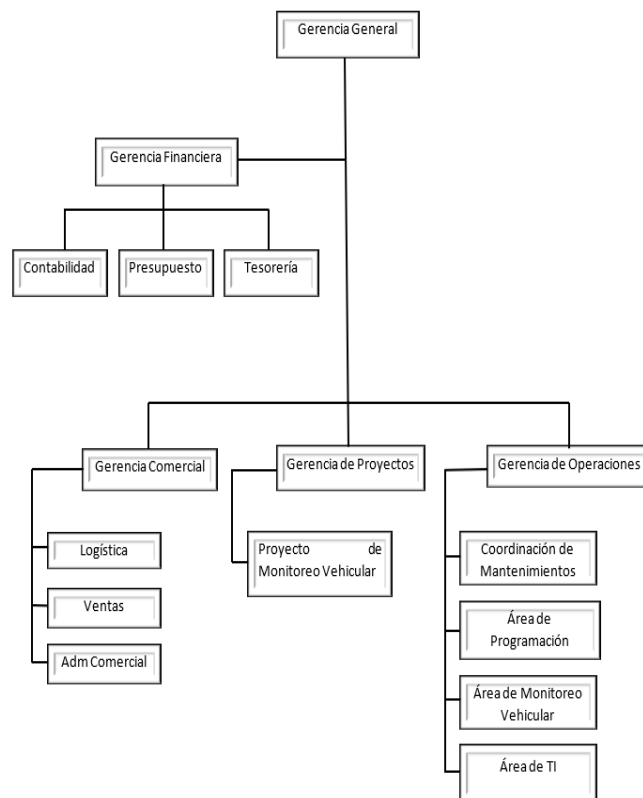 Gerencia General
Gerencia Financiera
Contabilidad
Presupuesto
Tesorería
Gerencia Comercial
Gerencia de Proyectos
Gerencia de Operaciones
Logística
Ventas
Adm Comercial
Proyecto de
Monitoreo Vehicular
Coordinación de
Mantenimientos
Área de
Programación
Área de Monitoreo
Vehicular
Área de TI